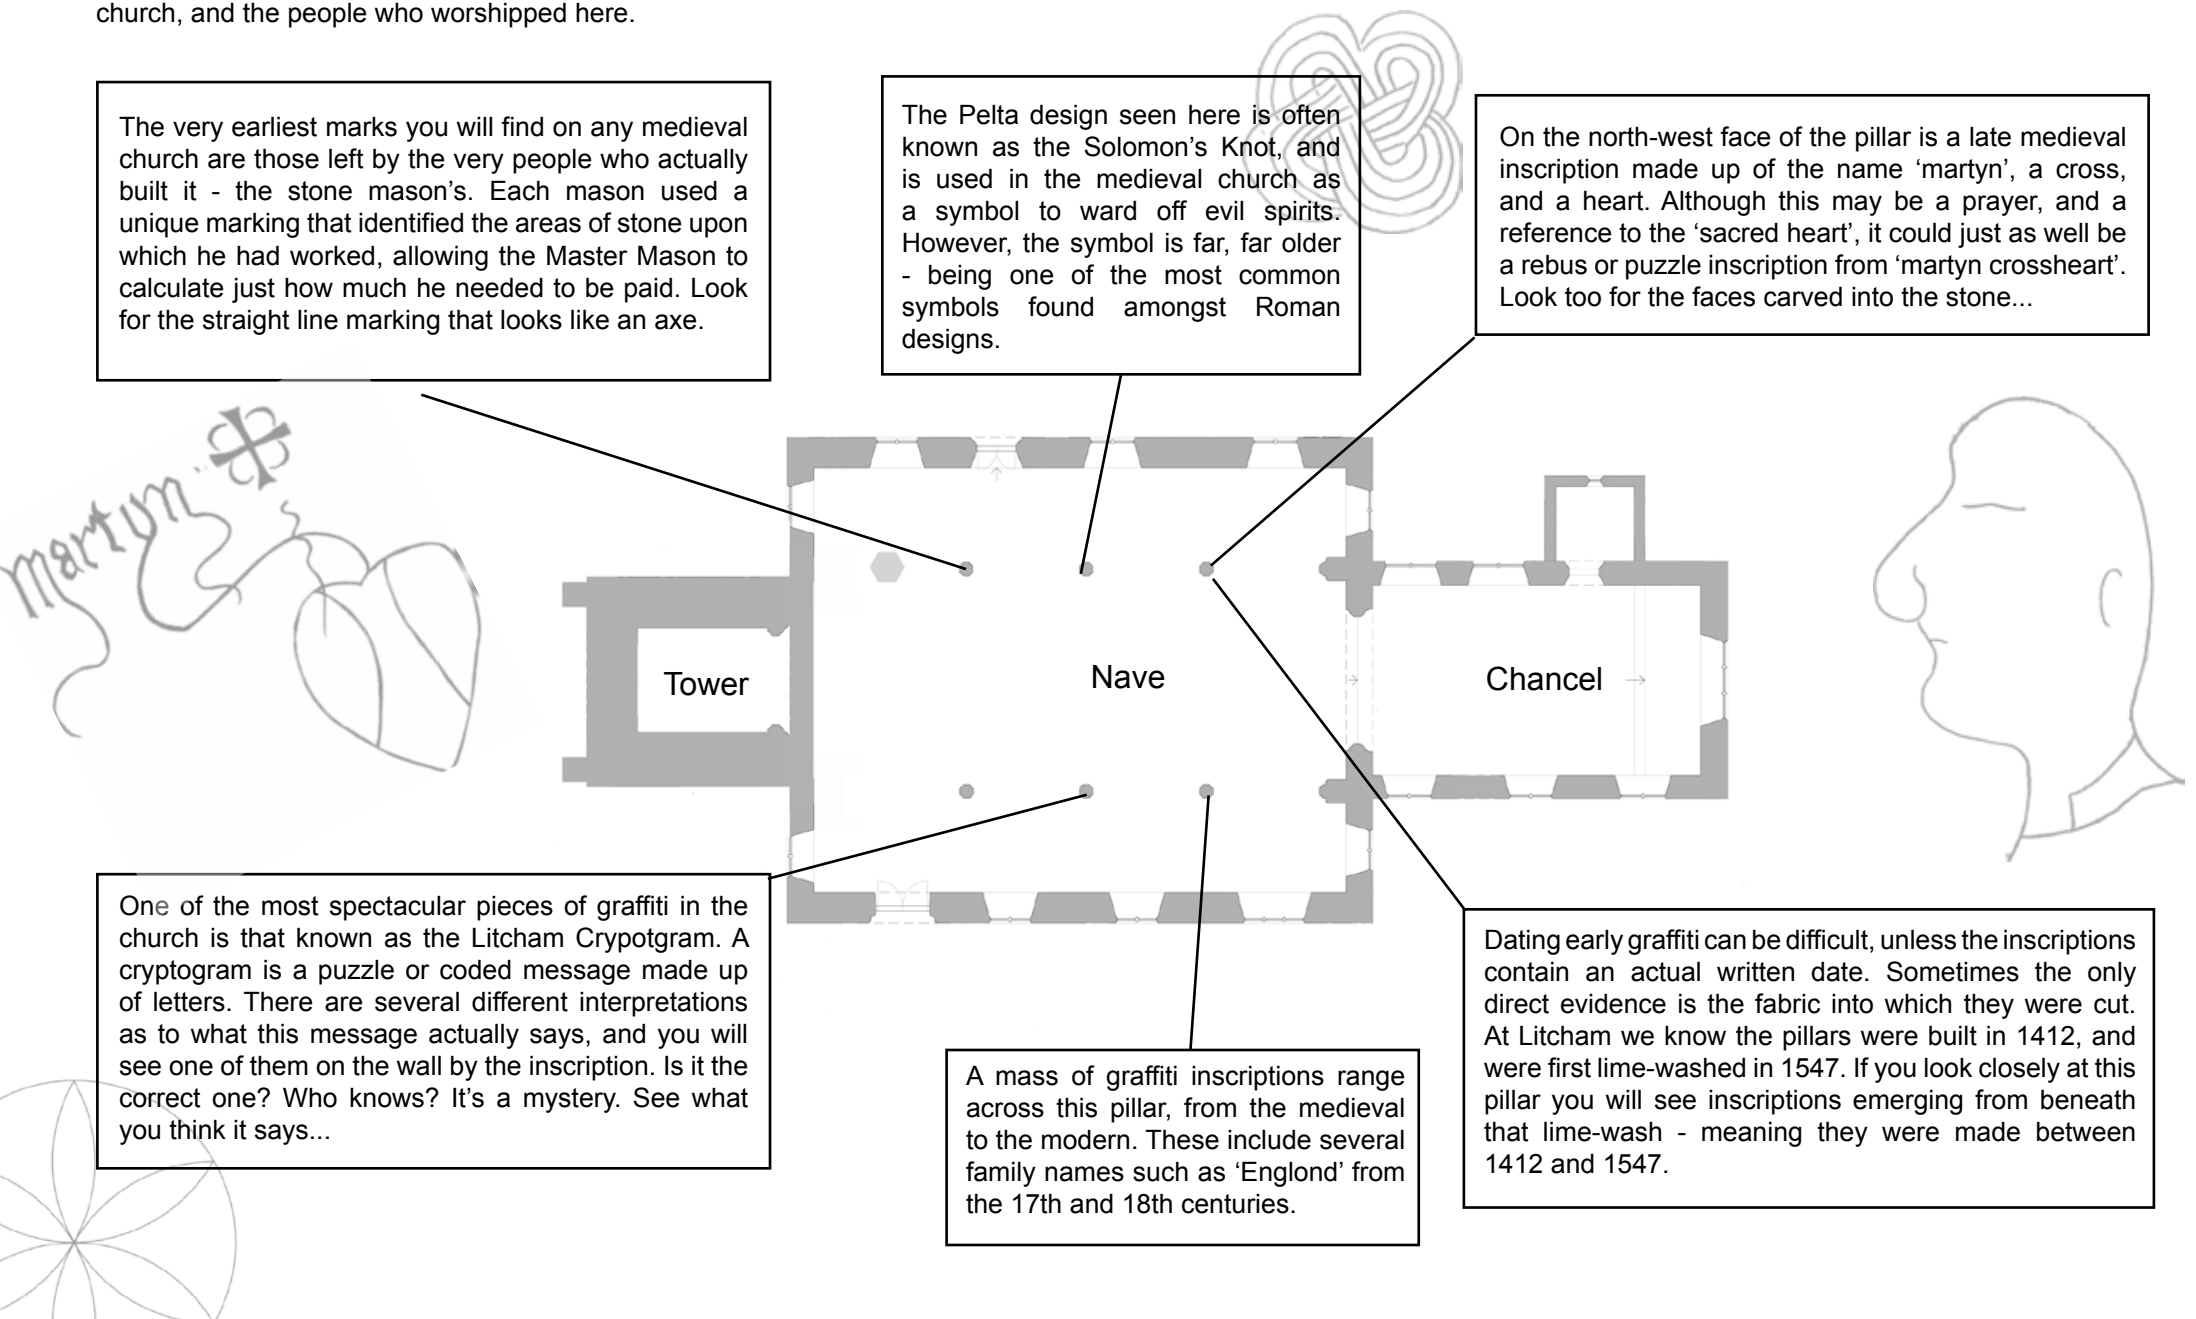 church, and the people who worshipped here.
The very earliest marks you will find on any medieval
church are those left by the very people who actually
built it - the stone mason's. Each mason used a
unique marking that identified the areas of stone upon
which he had worked, allowing the Master Mason to
calculate just how much he needed to be paid. Look
for the straight line marking that looks like an axe.
The Pelta design seen here is often
known as the Solomon's Knot, and
is used in the medieval church as
a symbol to ward off evil spirits.
However, the symbol is far, far older
- being one of the most common
symbols found amongst Roman
designs.
On the north-west face of the pillar is a late medieval
inscription made up of the name 'martyn', a cross,
and a heart. Although this may be a prayer, and a
reference to the 'sacred heart', it could just as well be
a rebus or puzzle inscription from 'martyn crossheart'.
Look too for the faces carved into the stone...
martyn
Tower
Nave
Chancel
One of the most spectacular pieces of graffiti in the
church is that known as the Litcham Crypotgram. A
cryptogram is a puzzle or coded message made up
of letters. There are several different interpretations
as to what this message actually says, and you will
see one of them on the wall by the inscription. Is it the
correct one? Who knows? It's a mystery. See what
you think it says...
A mass of graffiti inscriptions range
across this pillar, from the medieval
to the modern. These include several
family names such as 'Englond' from
the 17th and 18th centuries.
Dating early graffiti can be difficult, unless the inscriptions
contain an actual written date. Sometimes the only
direct evidence is the fabric into which they were cut.
At Litcham we know the pillars were built in 1412, and
were first lime-washed in 1547. If you look closely at this
pillar you will see inscriptions emerging from beneath
that lime-wash - meaning they were made between
1412 and 1547.